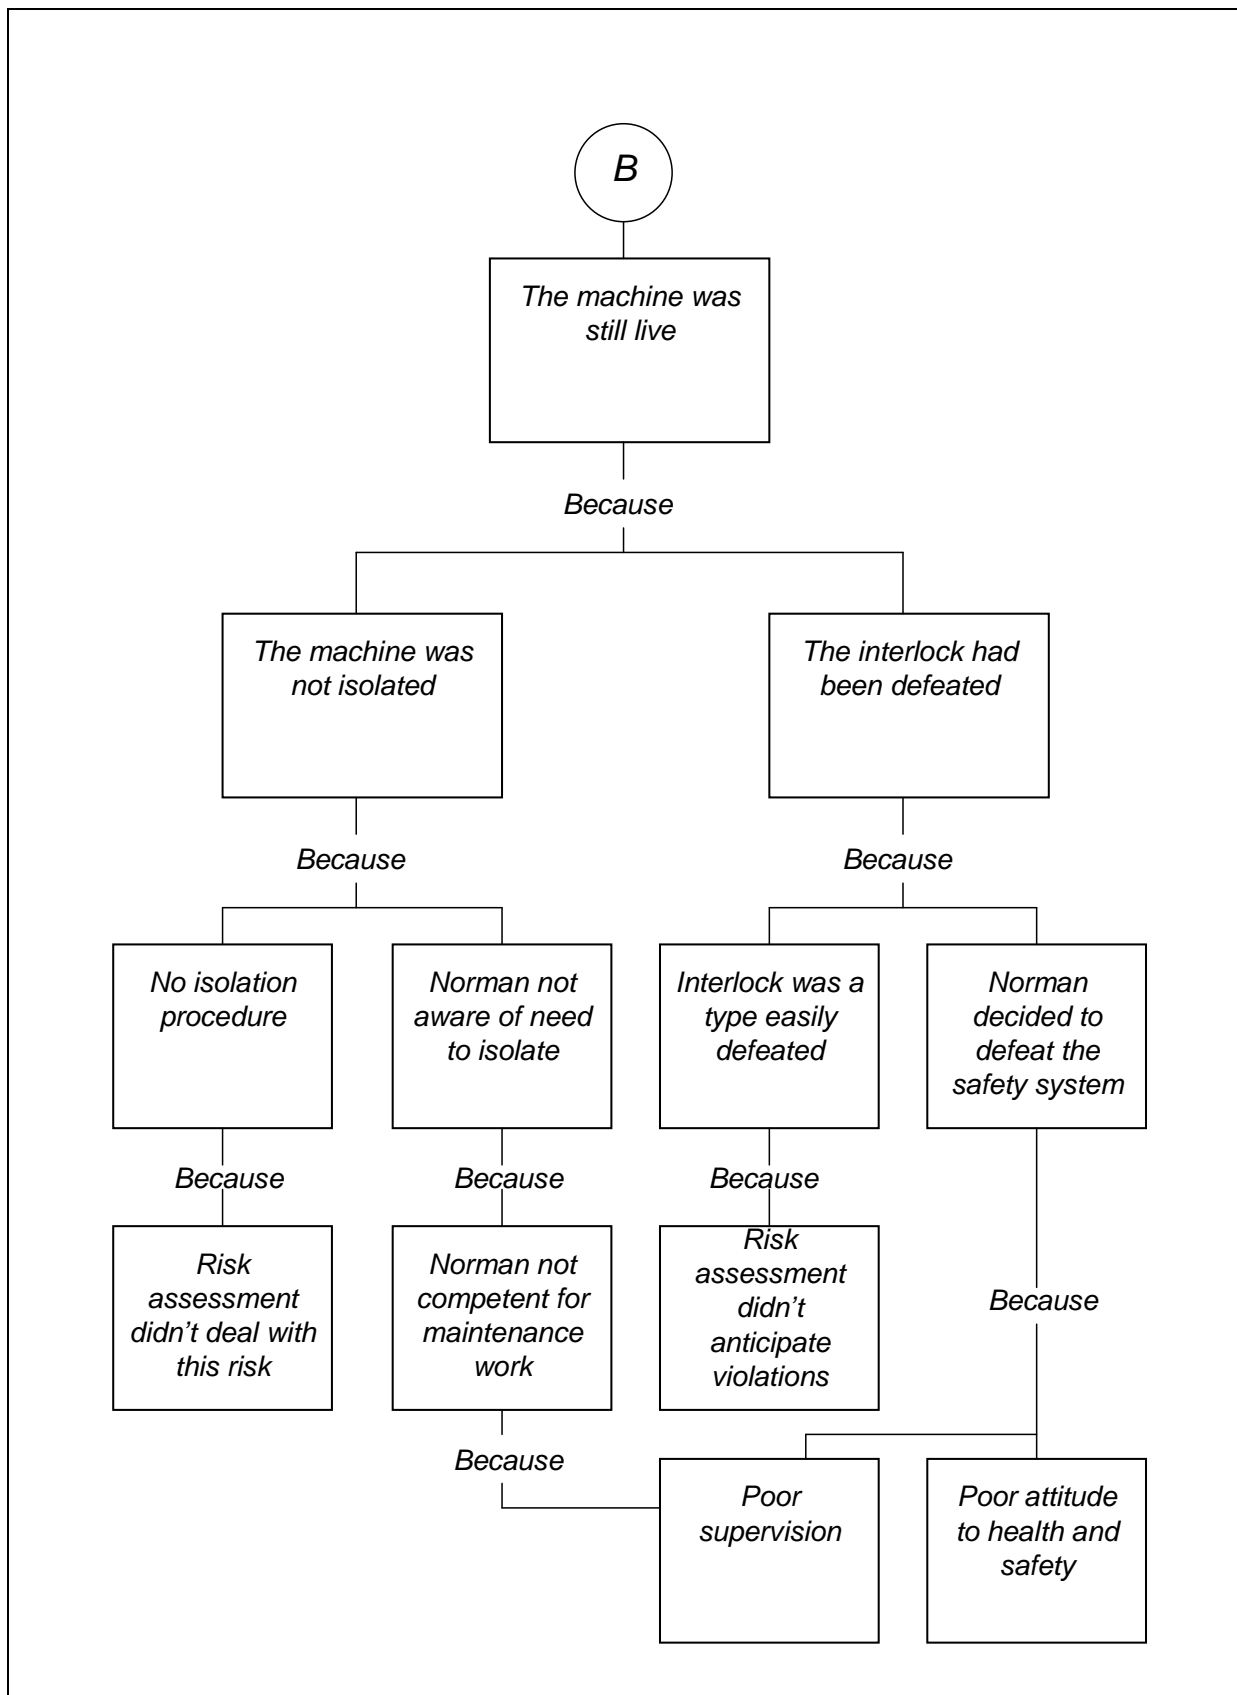 B
The machine was
still live
Because
The machine was
not isolated
The interlock had
been defeated
Because
Because
No isolation
procedure
Norman not
aware of need
to isolate
Interlock was a
type easily
defeated
Norman
decided to
defeat the
safety system
Because
Because
Because
Risk
assessment
didn’t deal with
this risk
Norman not
competent for
maintenance
work
Risk
assessment
didn’t
anticipate
violations
Because
Because
Poor
supervision
Poor attitude
to health and
safety